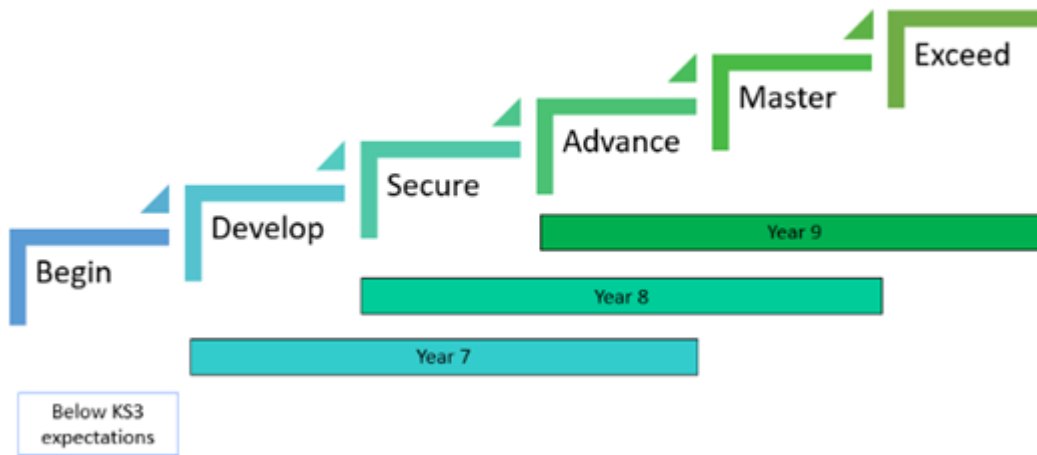 Exceed
Master
Advance
Secure
Develop
Begin
Year 9
Year 8
Year 7
Below KS3
expectations